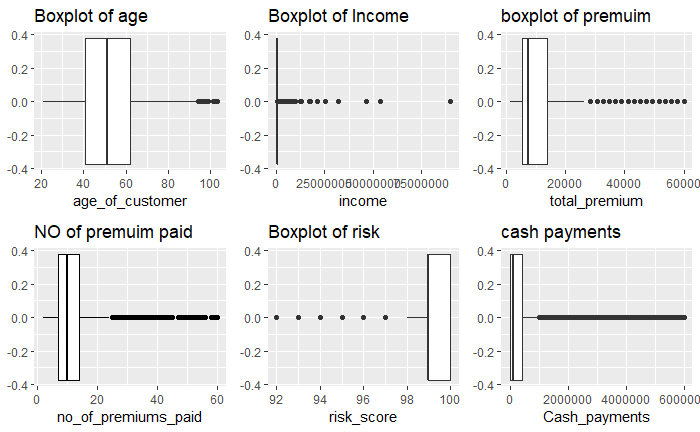 Boxplot of age
0.4
0.2
0.0
-0.2
-0.4
20 40 60 80 100
age_of_customer
Boxplot of Income
0.4
0.2
0.0
-0.2
-0.4
0 25000000 50000000 75000000
income
boxplot of premuim
0.4
0.2
0.0
-0.2
-0.4
0 20000 40000 60000
total_premium
NO of premuim paid
0.4
0.2
0.0
-0.2
-0.4
0 20 40 60
no_of_premiums_paid
Boxplot of risk
0.4
0.2
0.0
-0.2
-0.4
92 94 96 98 100
risk_score
cash payments
0.4
0.2
0.0
-0.2
-0.4
0 2000000 4000000
Cash_payments